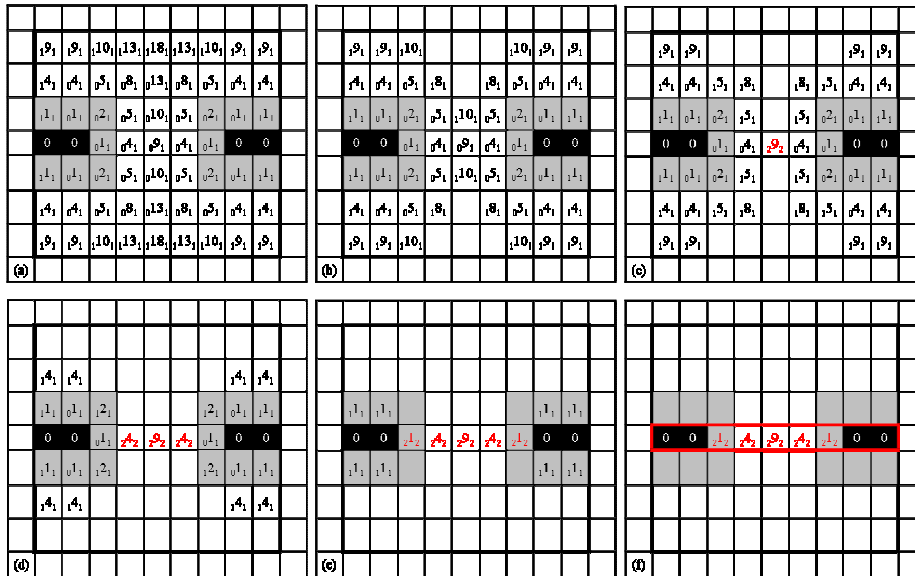 ₁9₁ ₁9₁ ₁10₁ ₁13₁ ₁18₁ ₁13₁ ₁10₁ ₁9₁ ₁9₁
₁4₁ ₀4₁ ₀5₁ ₀8₁ ₀13₁ ₀8₁ ₀5₁ ₀4₁ ₁4₁
₁1₁ ₀1₁ ₀2₁ ₀5₁ ₀10₁ ₀5₁ ₀2₁ ₀1₁ ₁1₁
0 0 ₀1₁ ₀4₁ ₀9₁ ₀4₁ ₀1₁ 0 0
₁1₁ ₀1₁ ₀2₁ ₀5₁ ₀10₁ ₀5₁ ₀2₁ ₀1₁ ₁1₁
₁4₁ ₀4₁ ₀5₁ ₀8₁ ₀13₁ ₀8₁ ₀5₁ ₀4₁ ₁4₁
₁9₁ ₁9₁ ₁10₁ ₁13₁ ₁18₁ ₁13₁ ₁10₁ ₁9₁ ₁9₁
(a)
₁9₁ ₁9₁ ₁10₁ ₁10₁ ₁9₁ ₁9₁
₁4₁ ₀4₁ ₀5₁ ₁8₁ ₁8₁ ₀5₁ ₀4₁ ₁4₁
₁1₁ ₀1₁ ₀2₁ ₀5₁ ₁10₁ ₀5₁ ₀2₁ ₀1₁ ₁1₁
0 0 ₀1₁ ₀4₁ ₀9₁ ₀4₁ ₀1₁ 0 0
₁1₁ ₀1₁ ₀2₁ ₀5₁ ₁10₁ ₀5₁ ₀2₁ ₀1₁ ₁1₁
₁4₁ ₀4₁ ₀5₁ ₁8₁ ₁8₁ ₀5₁ ₀4₁ ₁4₁
₁9₁ ₁9₁ ₁10₁ ₁10₁ ₁9₁ ₁9₁
(b)
₁9₁ ₁9₁ ₁9₁ ₁9₁
₁4₁ ₀4₁ ₁5₁ ₁8₁ ₁8₁ ₁5₁ ₀4₁ ₁4₁
₁1₁ ₀1₁ ₀2₁ ₁5₁ ₁5₁ ₀2₁ ₀1₁ ₁1₁
0 0 ₀1₁ ₀4₁ ₂9₂ ₀4₁ ₀1₁ 0 0
₁1₁ ₀1₁ ₀2₁ ₁5₁ ₁5₁ ₀2₁ ₀1₁ ₁1₁
₁4₁ ₀4₁ ₁5₁ ₁8₁ ₁8₁ ₁5₁ ₀4₁ ₁4₁
₁9₁ ₁9₁ ₁9₁ ₁9₁
(c)
₁4₁ ₁4₁ ₁4₁ ₁4₁
₁1₁ ₀1₁ ₁2₁ ₁2₁ ₀1₁ ₁1₁
0 0 ₀1₁ ₂4₂ ₂9₂ ₂4₂ ₀1₁ 0 0
₁1₁ ₀1₁ ₁2₁ ₁2₁ ₀1₁ ₁1₁
₁4₁ ₁4₁ ₁4₁ ₁4₁
(d)
₁1₁ ₁1₁ ₁1₁ ₁1₁
0 0 ₂1₂ ₂4₂ ₂9₂ ₂4₂ ₂1₂ 0 0
₁1₁ ₁1₁ ₁1₁ ₁1₁
(e)
0 0 ₂1₂ ₂4₂ ₂9₂ ₂4₂ ₂1₂ 0 0
(f)